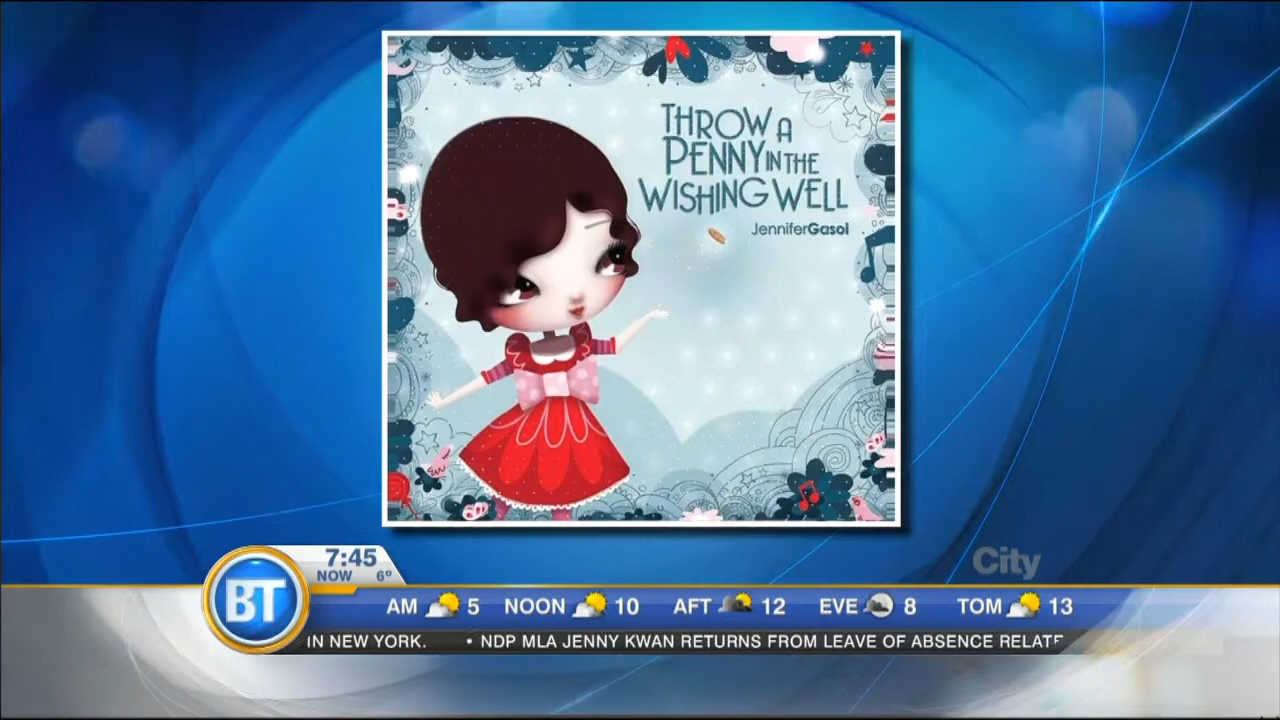 THROW A
PENNY IN THE
WISHING WELL
JenniferGasol
City
7:45
NOW 6°
BT
AM 5 NOON 10 AFT 12 EVE 8 TOM 13
IN NEW YORK. • NDP MLA JENNY KWAN RETURNS FROM LEAVE OF ABSENCE RELATE